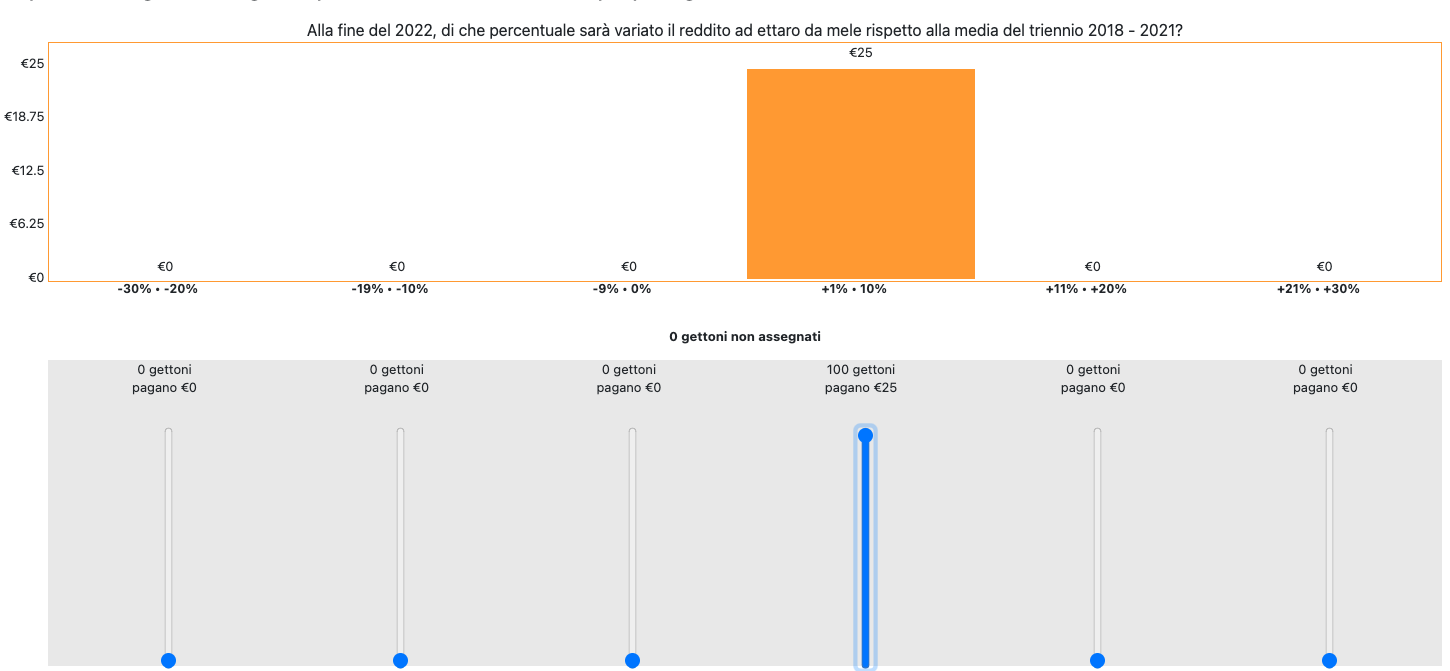 Alla fine del 2022, di che percentuale sarà variato il reddito ad ettaro da mele rispetto alla media del triennio 2018 - 2021?
€25
€25
€18.75
€12.5
€6.25
€0 €0 €0 €0 €0
€0
-30% • -20% -19% • -10% -9% • 0% +1% • 10% +11% • +20% +21% • +30%
0 gettoni non assegnati
0 gettoni 0 gettoni 0 gettoni 100 gettoni 0 gettoni 0 gettoni
pagano €0 pagano €0 pagano €0 pagano €25 pagano €0 pagano €0